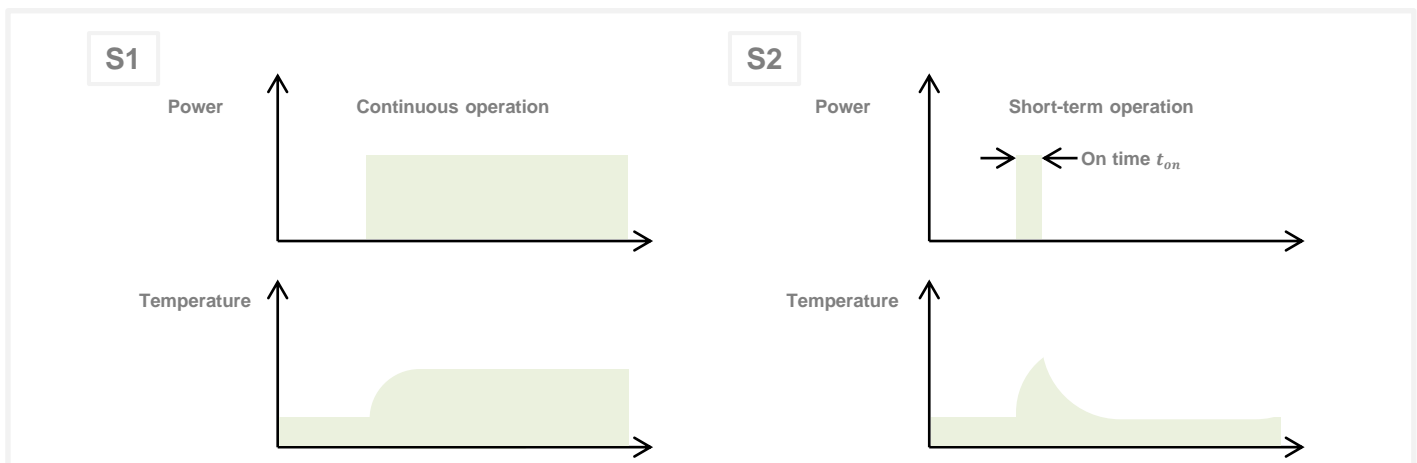 S1
Power
Continuous operation
Temperature
S2
Power
Short-term operation
On time t_on
Temperature